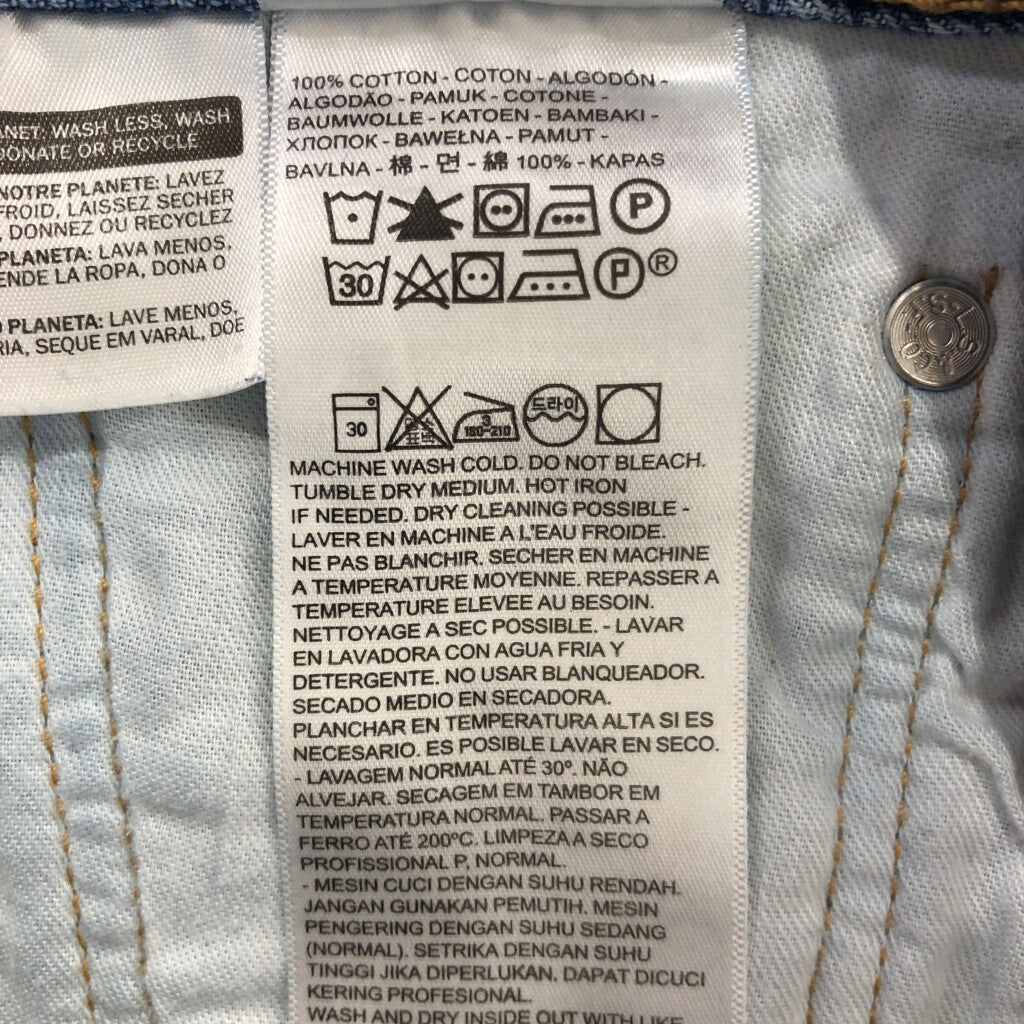 ANET: WASH LESS, WASH
DONATE OR RECYCLE
NOTRE PLANETE: LAVEZ
FROID, LAISSEZ SECHER
, DONNEZ OU RECYCLEZ
PLANETA: LAVA MENOS,
ENDE LA ROPA, DONA O
O PLANETA: LAVE MENOS,
RIA, SEQUE EM VARAL, DOE
100% COTTON - COTON - ALGODÓN -
ALGODÃO - PAMUK - COTONE -
BAUMWOLLE - KATOEN - BAMBAKI -
ХЛОПОК - BAWEŁNA - PAMUT -
BAVLNA - 棉 - 면 - 綿 100% - KAPAS
P
30 P®
30 3 180-210 드라이
MACHINE WASH COLD. DO NOT BLEACH.
TUMBLE DRY MEDIUM. HOT IRON
IF NEEDED. DRY CLEANING POSSIBLE -
LAVER EN MACHINE A L'EAU FROIDE.
NE PAS BLANCHIR. SECHER EN MACHINE
A TEMPERATURE MOYENNE. REPASSER A
TEMPERATURE ELEVEE AU BESOIN.
NETTOYAGE A SEC POSSIBLE. - LAVAR
EN LAVADORA CON AGUA FRIA Y
DETERGENTE. NO USAR BLANQUEADOR.
SECADO MEDIO EN SECADORA.
PLANCHAR EN TEMPERATURA ALTA SI ES
NECESARIO. ES POSIBLE LAVAR EN SECO.
- LAVAGEM NORMAL ATÉ 30º. NÃO
ALVEJAR. SECAGEM EM TAMBOR EM
TEMPERATURA NORMAL. PASSAR A
FERRO ATÉ 200ºC. LIMPEZA A SECO
PROFISSIONAL P, NORMAL.
- MESIN CUCI DENGAN SUHU RENDAH.
JANGAN GUNAKAN PEMUTIH. MESIN
PENGERING DENGAN SUHU SEDANG
(NORMAL). SETRIKA DENGAN SUHU
TINGGI JIKA DIPERLUKAN. DAPAT DICUCI
KERING PROFESIONAL.
WASH AND DRY INSIDE OUT WITH LIKE